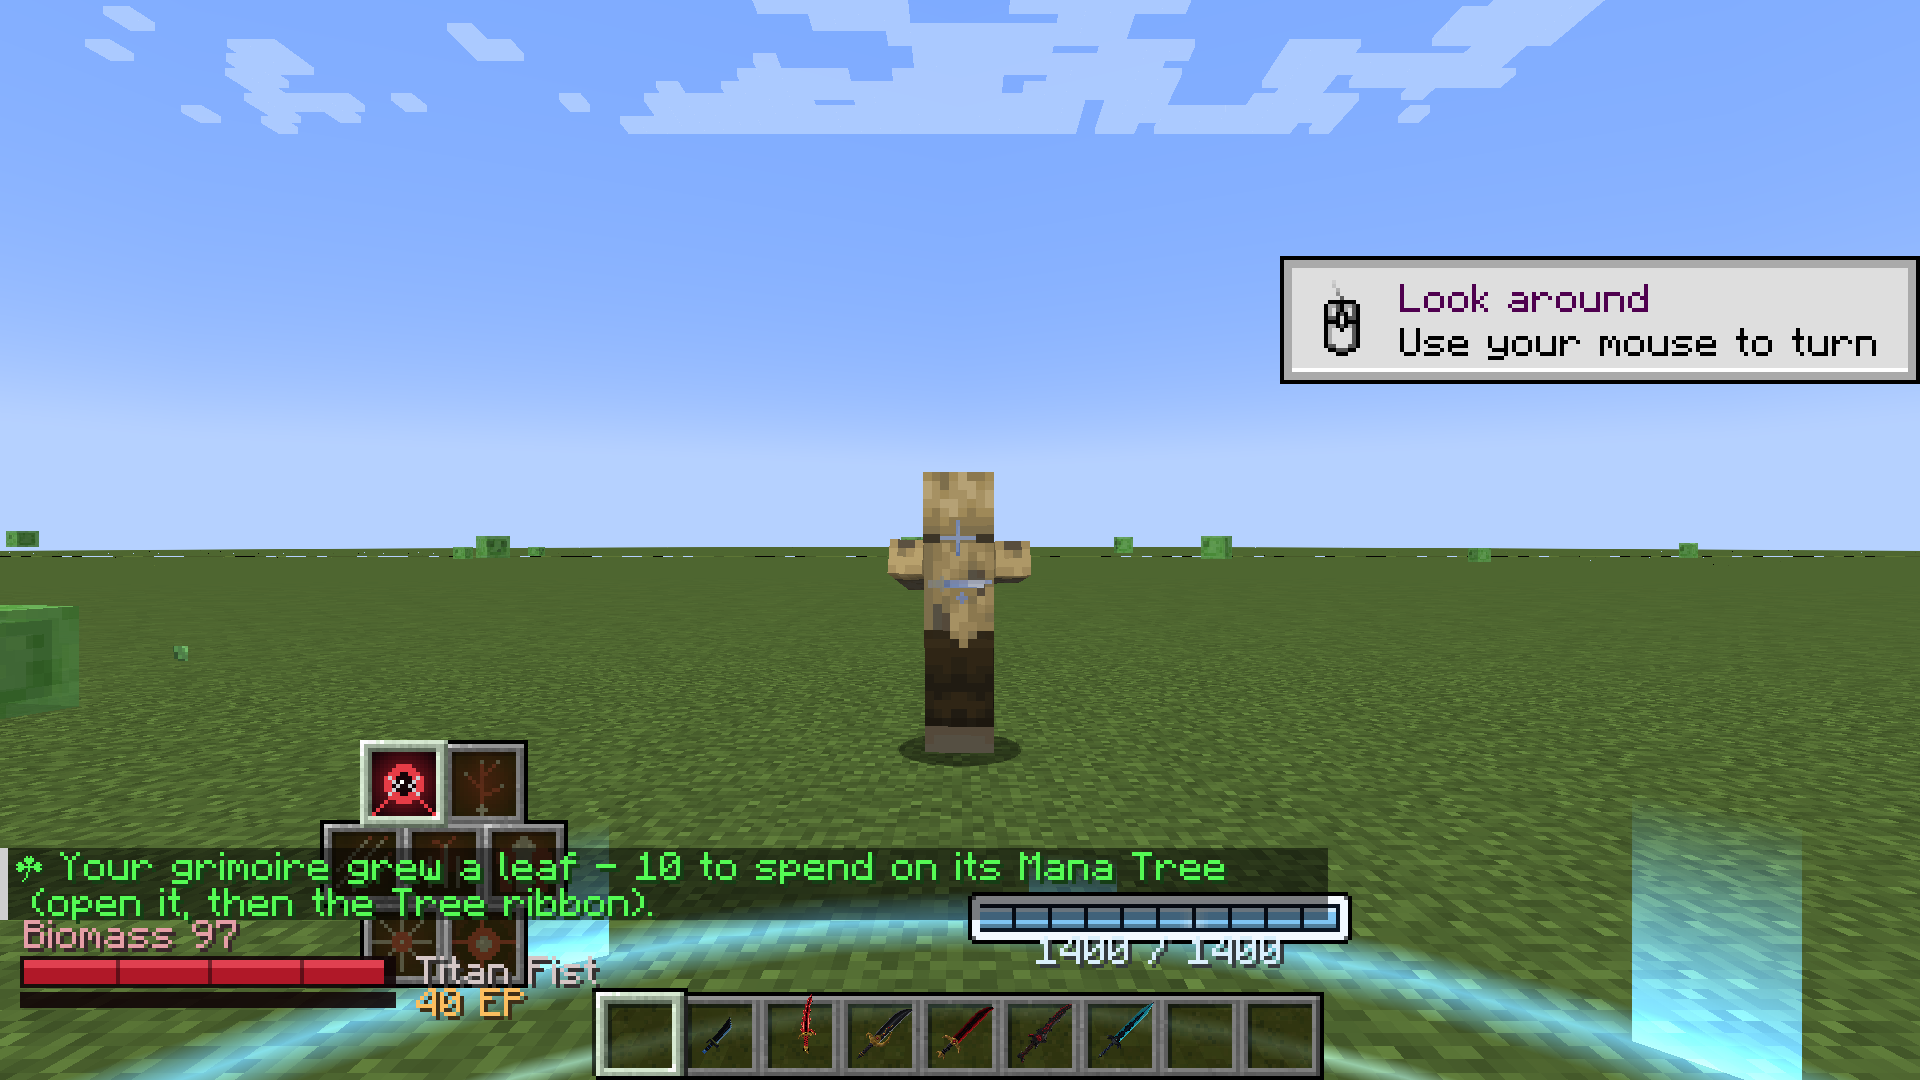 Look around
Use your mouse to turn
☘ Your grimoire grew a leaf - 10 to spend on its Mana Tree
(open it, then the Tree ribbon).
Biomass 97
1400 / 1400
Titan Fist
40 EP